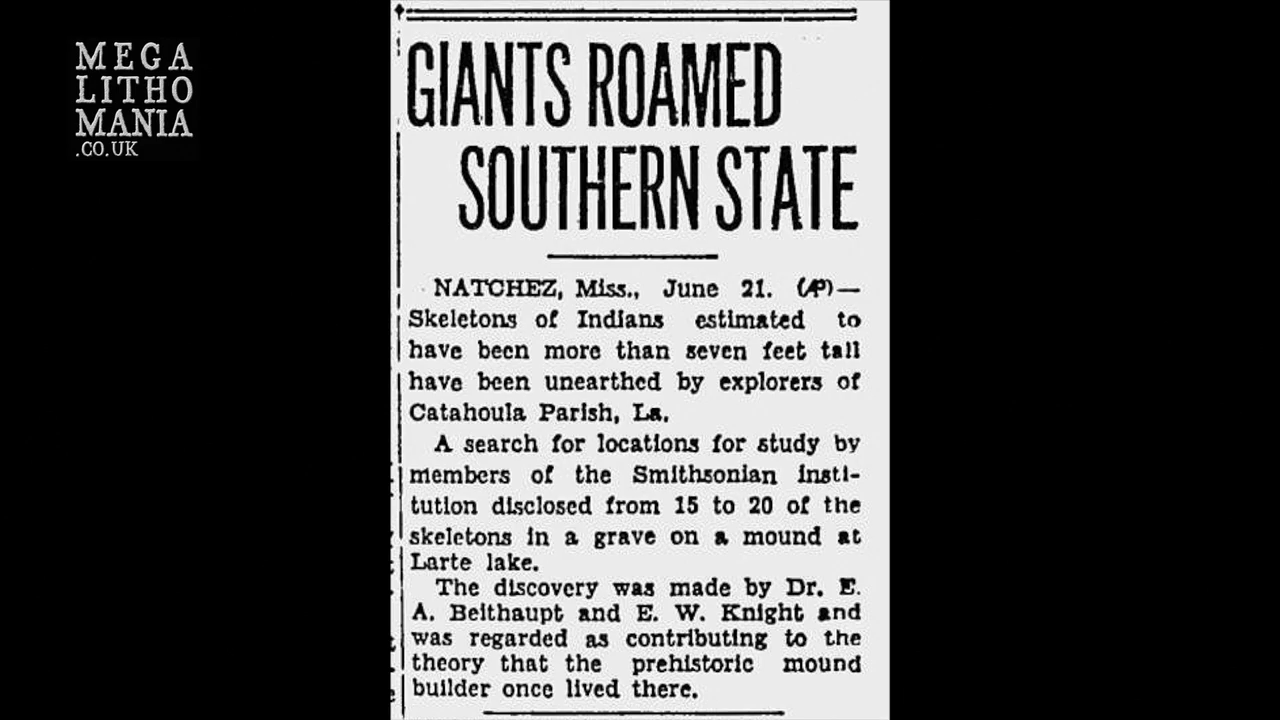 MEGA
LITHO
MANIA
.CO.UK
GIANTS ROAMED
SOUTHERN STATE
NATCHEZ, Miss., June 21. (AP)—
Skeletons of Indians estimated to
have been more than seven feet tall
have been unearthed by explorers of
Catahoula Parish, La.
A search for locations for study by
members of the Smithsonian Insti-
tution disclosed from 15 to 20 of the
skeletons in a grave on a mound at
Larte lake.
The discovery was made by Dr. E.
A. Beithaupt and E. W. Knight and
was regarded as contributing to the
theory that the prehistoric mound
builder once lived there.